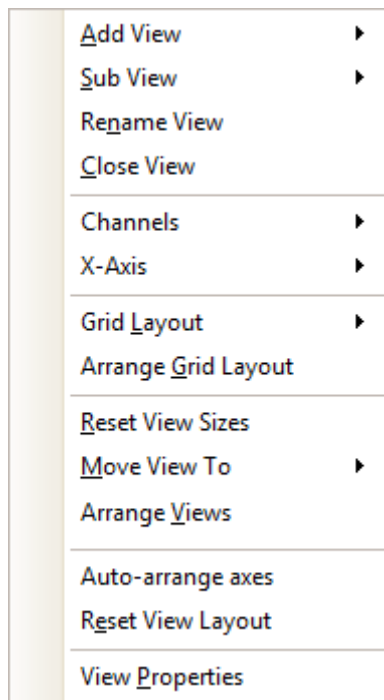 Add View
Sub View
Rename View
Close View
Channels
X-Axis
Grid Layout
Arrange Grid Layout
Reset View Sizes
Move View To
Arrange Views
Auto-arrange axes
Reset View Layout
View Properties